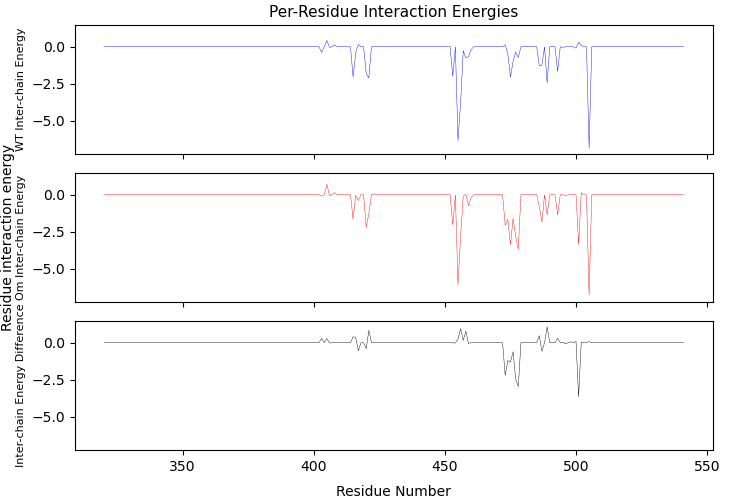 Per-Residue Interaction Energies
WT Inter-chain Energy
0.0
−2.5
−5.0
Residue interaction energy
Om Inter-chain Energy
0.0
−2.5
−5.0
Inter-chain Energy Difference
0.0
−2.5
−5.0
350
400
450
500
550
Residue Number